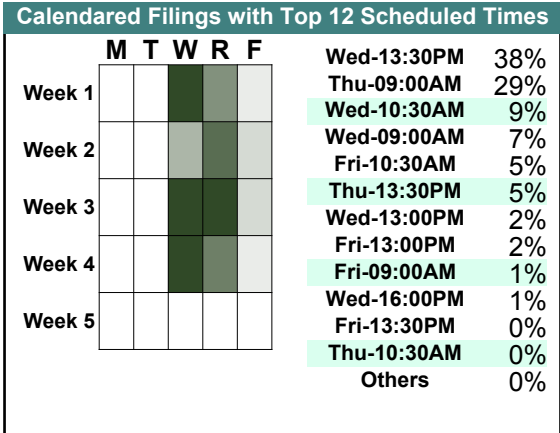 Calendared Filings with Top 12 Scheduled Times
M T W R F
Week 1
Week 2
Week 3
Week 4
Week 5
Wed-13:30PM 38%
Thu-09:00AM 29%
Wed-10:30AM 9%
Wed-09:00AM 7%
Fri-10:30AM 5%
Thu-13:30PM 5%
Wed-13:00PM 2%
Fri-13:00PM 2%
Fri-09:00AM 1%
Wed-16:00PM 1%
Fri-13:30PM 0%
Thu-10:30AM 0%
Others 0%